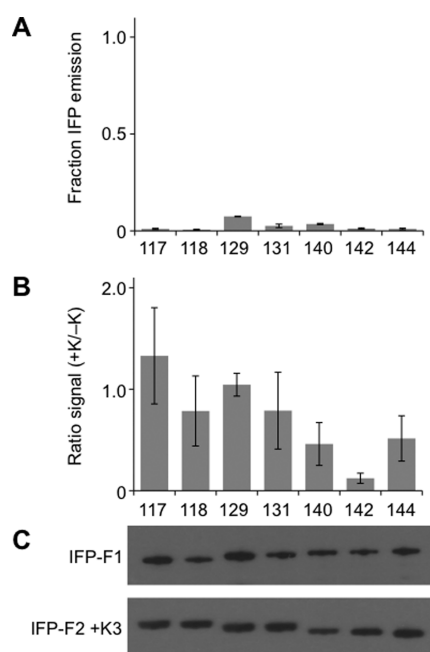 A
Fraction IFP emission
1.0
0.5
0
117 118 129 131 140 142 144
B
Ratio signal (+K/–K)
2.0
1.0
0
117 118 129 131 140 142 144
C
IFP-F1
IFP-F2 +K3